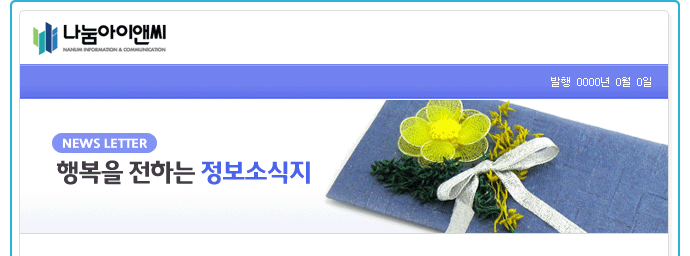 나눔아이앤씨
NANUM INFORMATION & COMMUNICATION
발행 0000년 0월 0일
NEWS LETTER
행복을 전하는 정보소식지